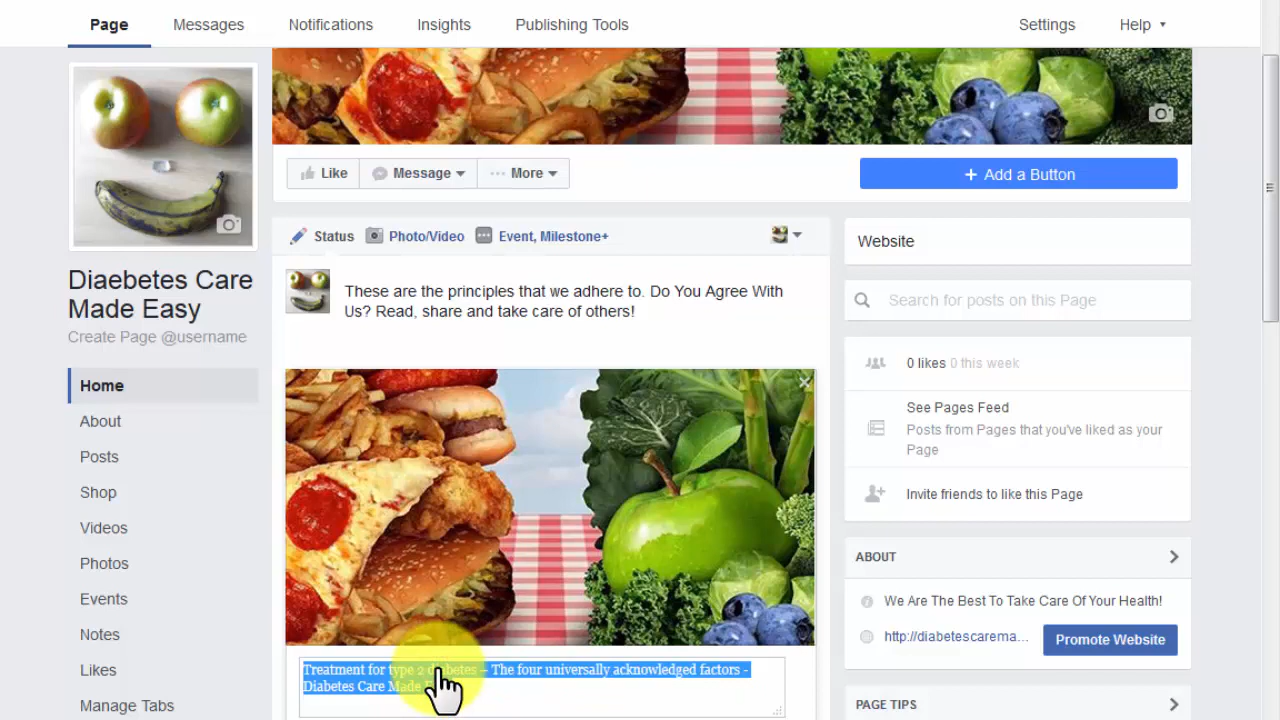 Page
Messages
Notifications
Insights
Publishing Tools
Settings
Help
Like
Message
More
+ Add a Button
Status
Photo/Video
Event, Milestone+
These are the principles that we adhere to. Do You Agree With
Us? Read, share and take care of others!
Diaebetes Care
Made Easy
Create Page @username
Home
About
Posts
Shop
Videos
Photos
Events
Notes
Likes
Manage Tabs
Treatment for type 2 diabetes – The four universally acknowledged factors -
Diabetes Care Made
Website
Search for posts on this Page
0 likes 0 this week
See Pages Feed
Posts from Pages that you've liked as your
Page
Invite friends to like this Page
ABOUT
We Are The Best To Take Care Of Your Health!
http://diabetescarema...
Promote Website
PAGE TIPS